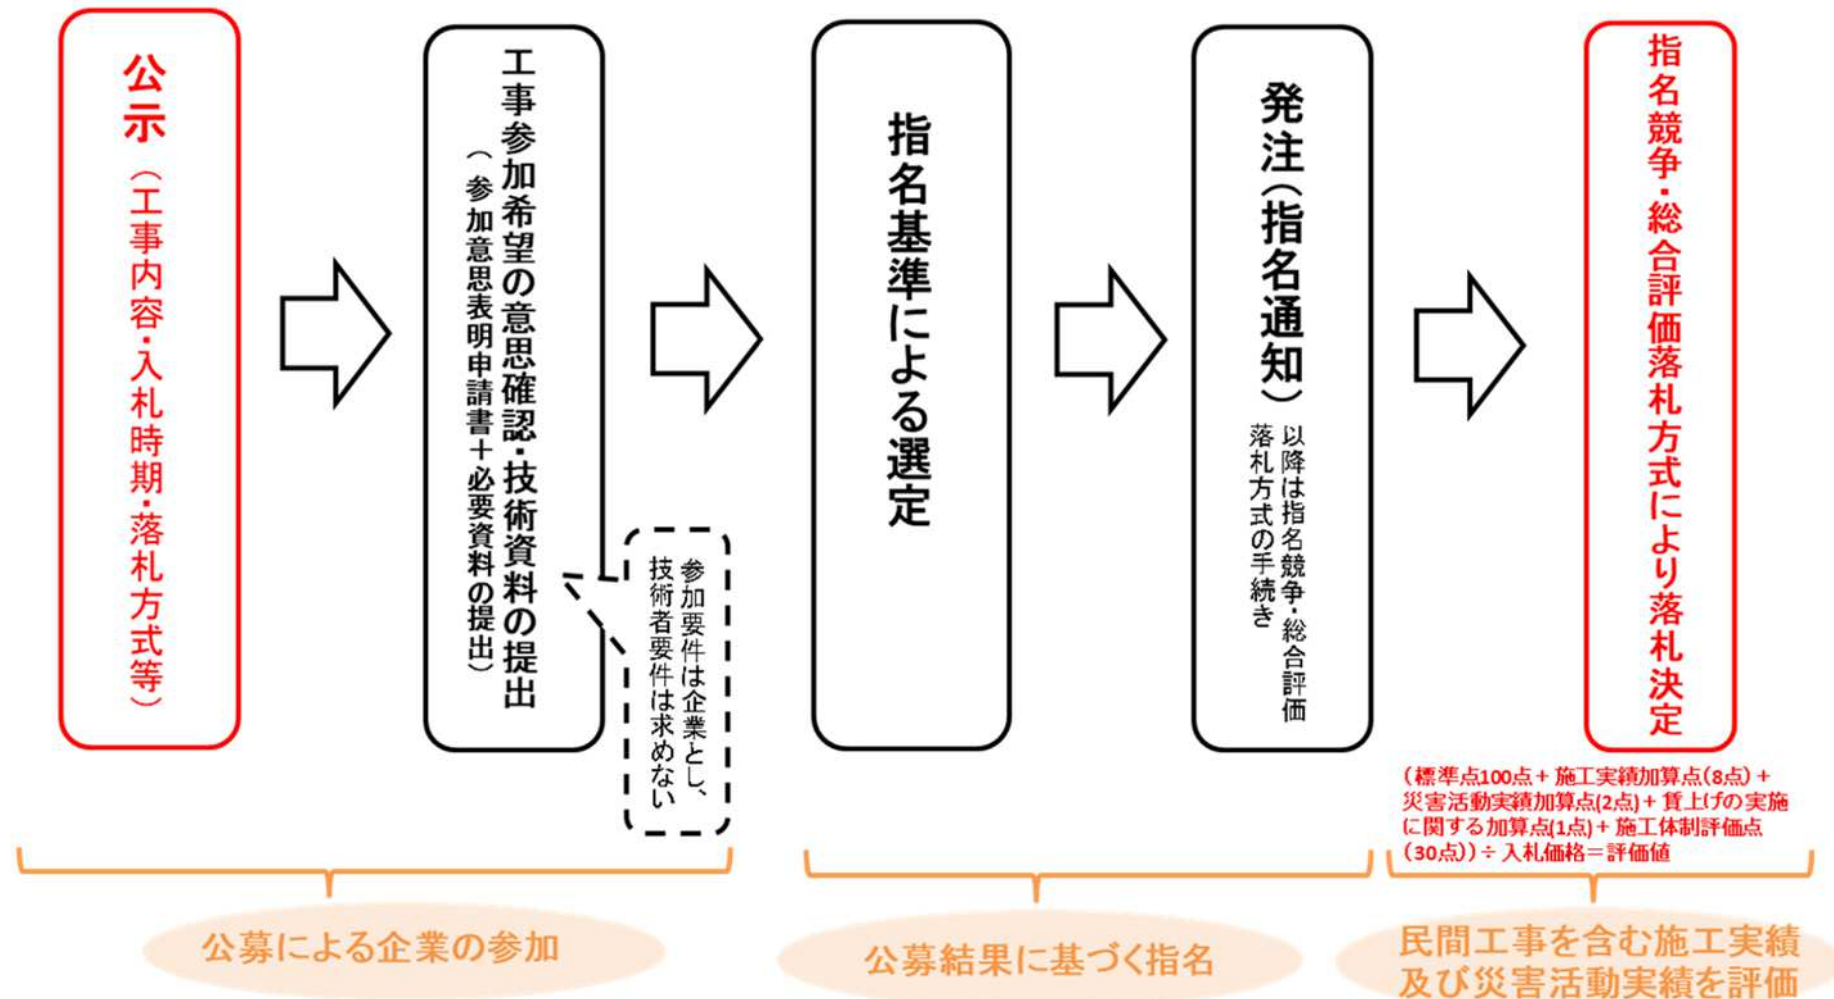 公示（工事内容・入札時期・落札方式等）
工事参加希望の意思確認・技術資料の提出
（参加意思表明申請書＋必要資料の提出）
参加要件は企業とし、
技術者要件は求めない
指名基準による選定
発注（指名通知）
以降は指名競争・総合評価
落札方式の手続き
指名競争・総合評価落札方式により落札決定
（標準点100点＋施工実績加算点(8点)＋
災害活動実績加算点(2点)＋賃上げの実施
に関する加算点(1点)＋施工体制評価点
（30点））÷入札価格＝評価値
公募による企業の参加
公募結果に基づく指名
民間工事を含む施工実績
及び災害活動実績を評価